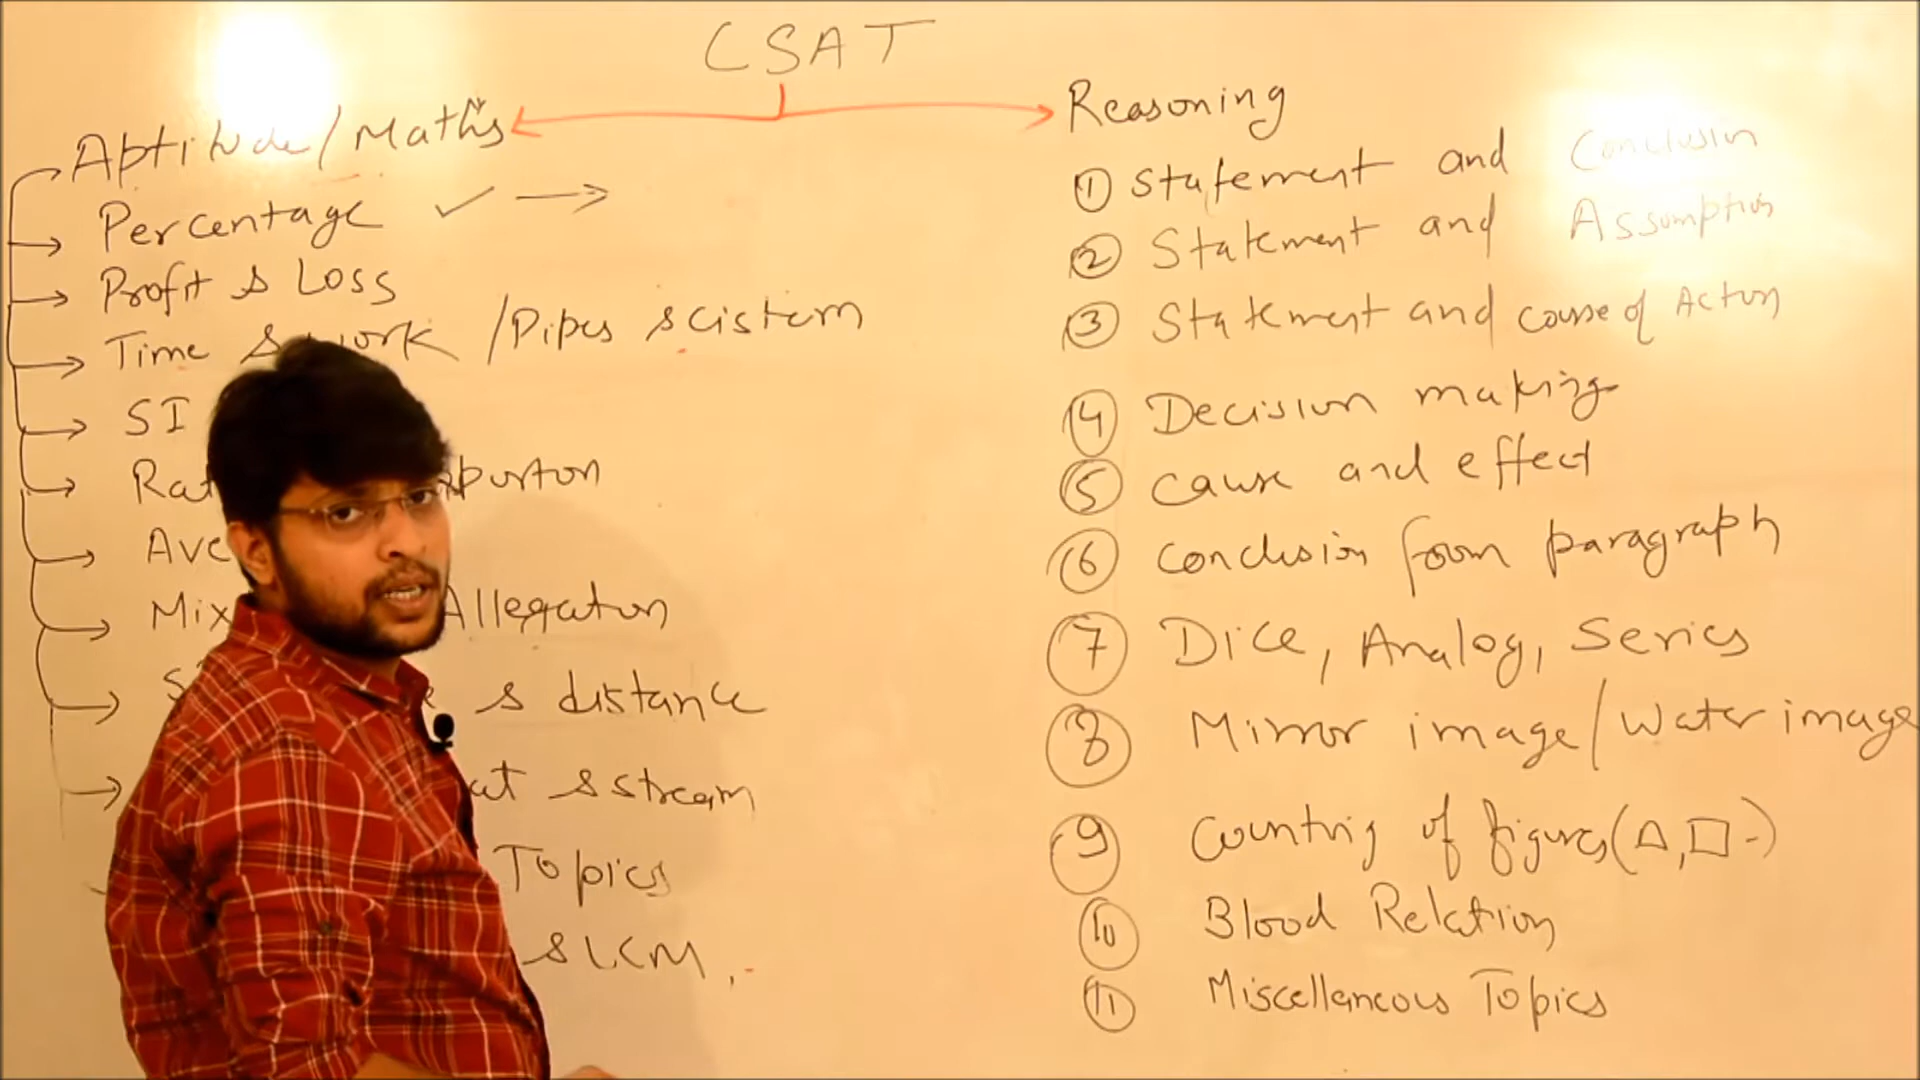 CSAT
Aptitude/Maths
Percentage ✓ →
Profit & Loss
Time & work /Pipes & cistern
SI
Allegation
& distance
& stream
Topics
& LCM,
Reasoning
① Statement and Conclusion
② Statement and Assumption
③ Statement and course of Action
④ Decision making
⑤ cause and effect
⑥ Conclusion from paragraph
⑦ Dice, Analog, Series
⑧ Mirror image/Water image
⑨ Counting of figures(△,□-)
⑩ Blood Relation
⑪ Miscellaneous Topics